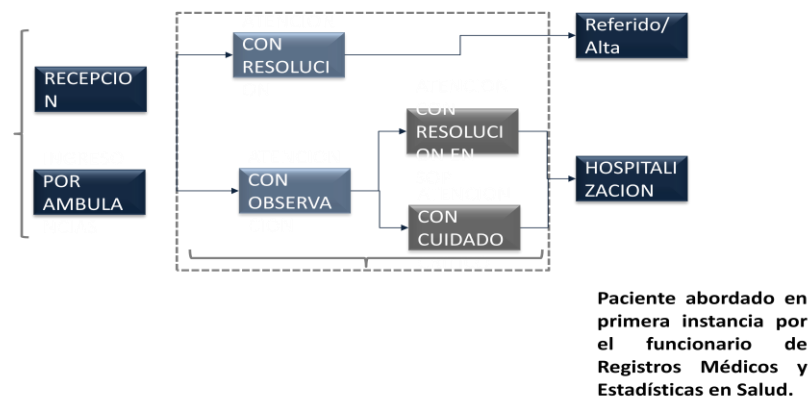 RECEPCIO
N
POR
AMBULA
CON
RESOLUCI
CON
OBSERVA
CON
RESOLUCI
ON EN
CON
CUIDADO
Referido/
Alta
HOSPITALI
ZACION
Paciente abordado en
primera instancia por
el funcionario de
Registros Médicos y
Estadísticas en Salud.